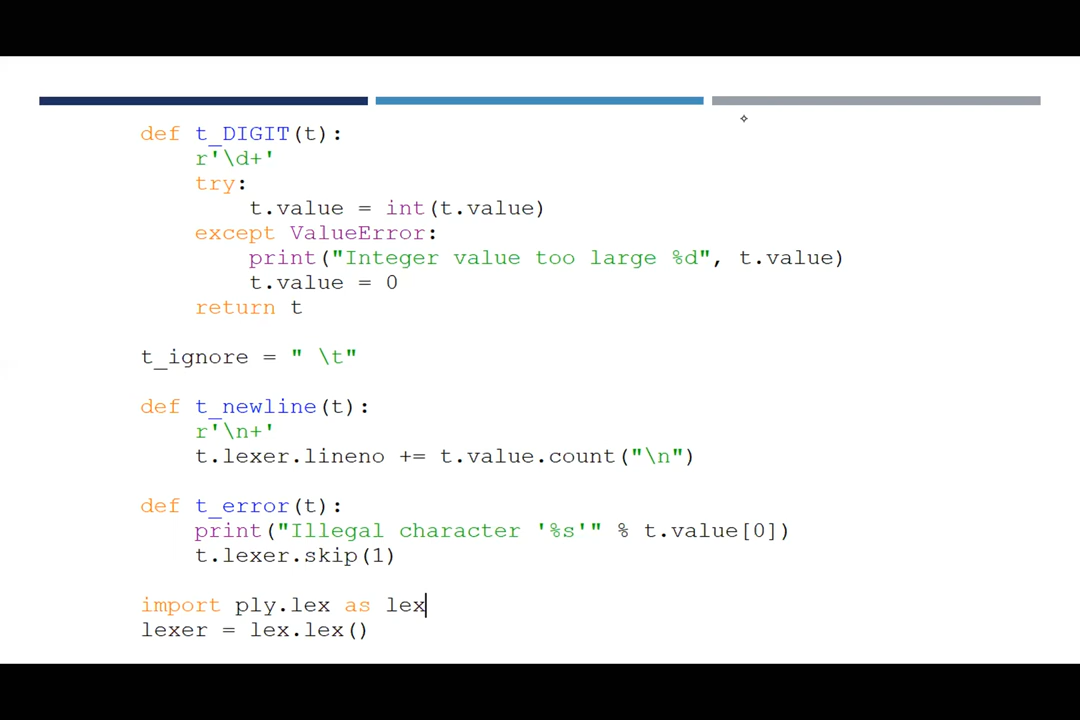 def t_DIGIT(t):
    r'\d+'
    try:
        t.value = int(t.value)
    except ValueError:
        print("Integer value too large %d", t.value)
        t.value = 0
    return t
t_ignore = " \t"
def t_newline(t):
    r'\n+'
    t.lexer.lineno += t.value.count("\n")
def t_error(t):
    print("Illegal character '%s'" % t.value[0])
    t.lexer.skip(1)
import ply.lex as lex
lexer = lex.lex()